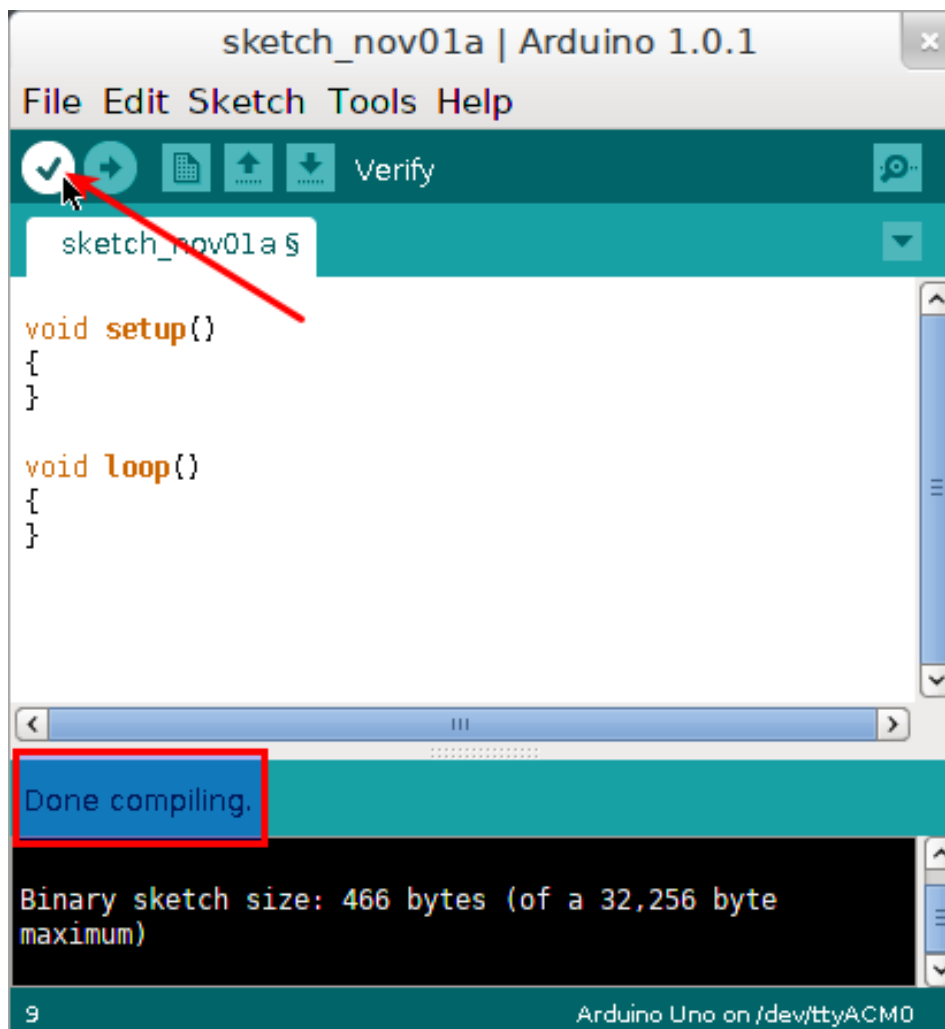 sketch_nov01a | Arduino 1.0.1
File Edit Sketch Tools Help
Verify
sketch_nov01a §
void setup()
{
}
void loop()
{
}
Done compiling.
Binary sketch size: 466 bytes (of a 32,256 byte
maximum)
9 Arduino Uno on /dev/ttyACM0